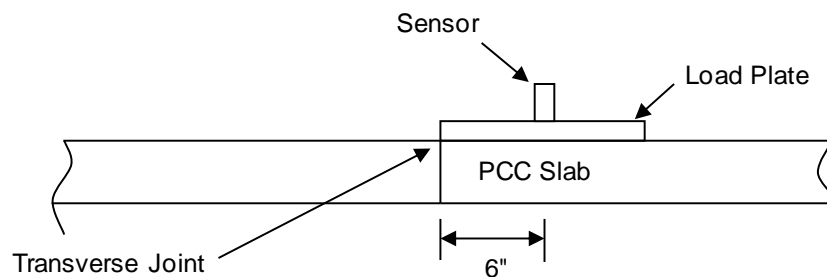 Sensor
Load Plate
PCC Slab
Transverse Joint
6"